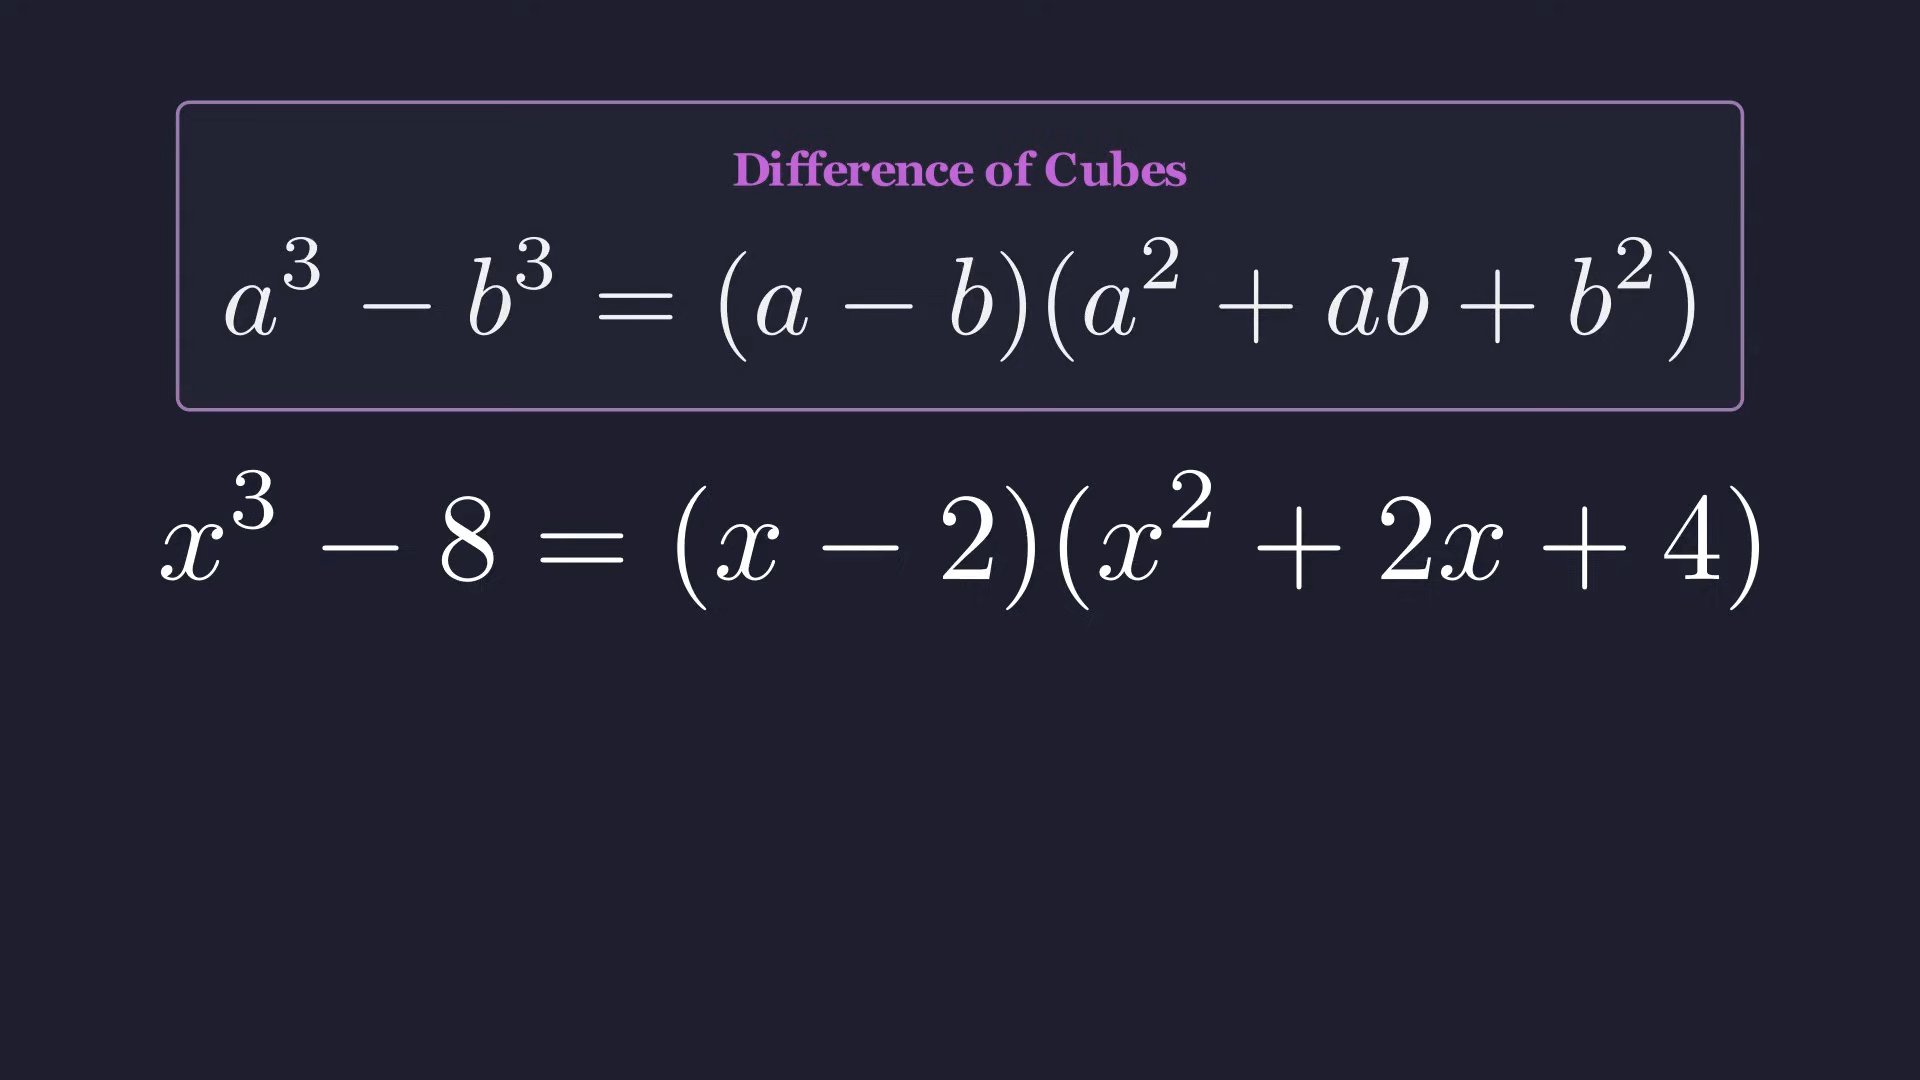 Difference of Cubes
a³ − b³ = (a − b)(a² + ab + b²)
x³ − 8 = (x − 2)(x² + 2x + 4)